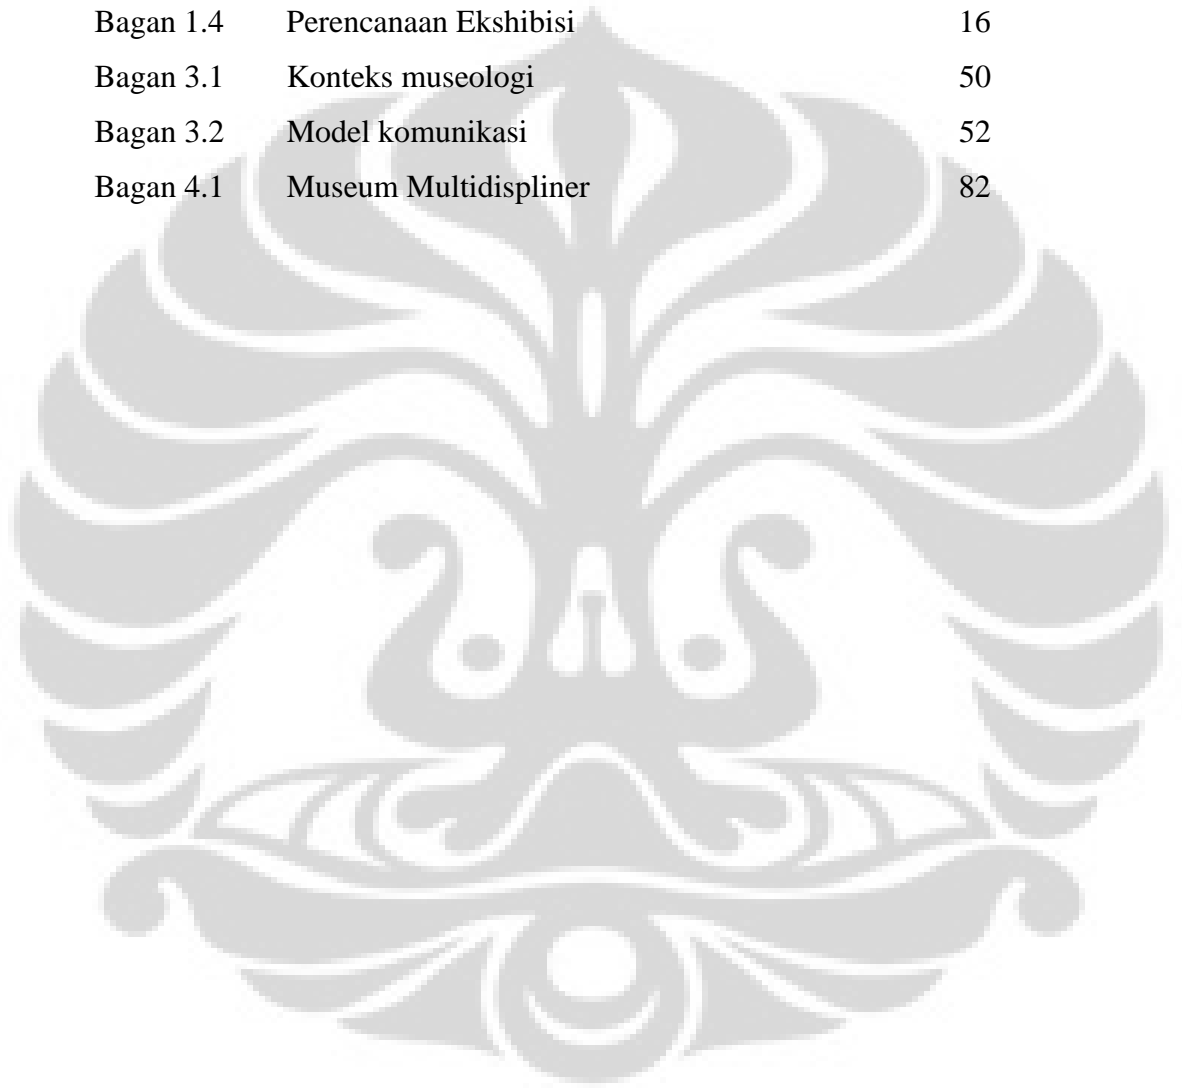 Bagan 1.4 Perencanaan Ekshibisi 16
Bagan 3.1 Konteks museologi 50
Bagan 3.2 Model komunikasi 52
Bagan 4.1 Museum Multidispliner 82